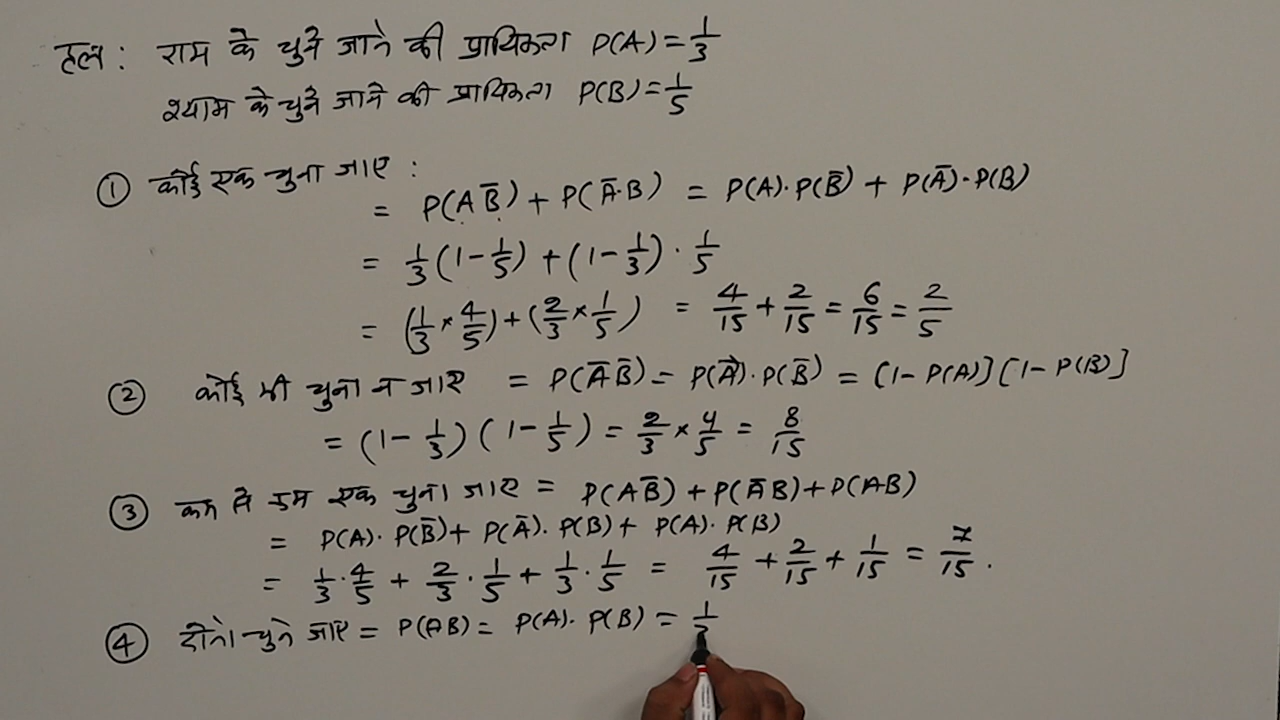 हल : राम के चुने जाने की प्रायिकता P(A) = 1/3
श्याम के चुने जाने की प्रायिकता P(B) = 1/5
① कोई एक चुना जाए :
= P(AB̄) + P(Ā·B) = P(A)·P(B̄) + P(Ā)·P(B)
= 1/3 (1 - 1/5) + (1 - 1/3) · 1/5
= (1/3 × 4/5) + (2/3 × 1/5) = 4/15 + 2/15 = 6/15 = 2/5
② कोई भी चुना न जाए = P(ĀB̄) = P(Ā)·P(B̄) = [1 - P(A)][1 - P(B)]
= (1 - 1/3) (1 - 1/5) = 2/3 × 4/5 = 8/15
③ कम से कम एक चुना जाए = P(AB̄) + P(ĀB) + P(AB)
= P(A)· P(B̄) + P(Ā)· P(B) + P(A)· P(B)
= 1/3 · 4/5 + 2/3 · 1/5 + 1/3 · 1/5 = 4/15 + 2/15 + 1/15 = 7/15 .
④ दोनो चुने जाए = P(AB) = P(A)· P(B) = 1/3